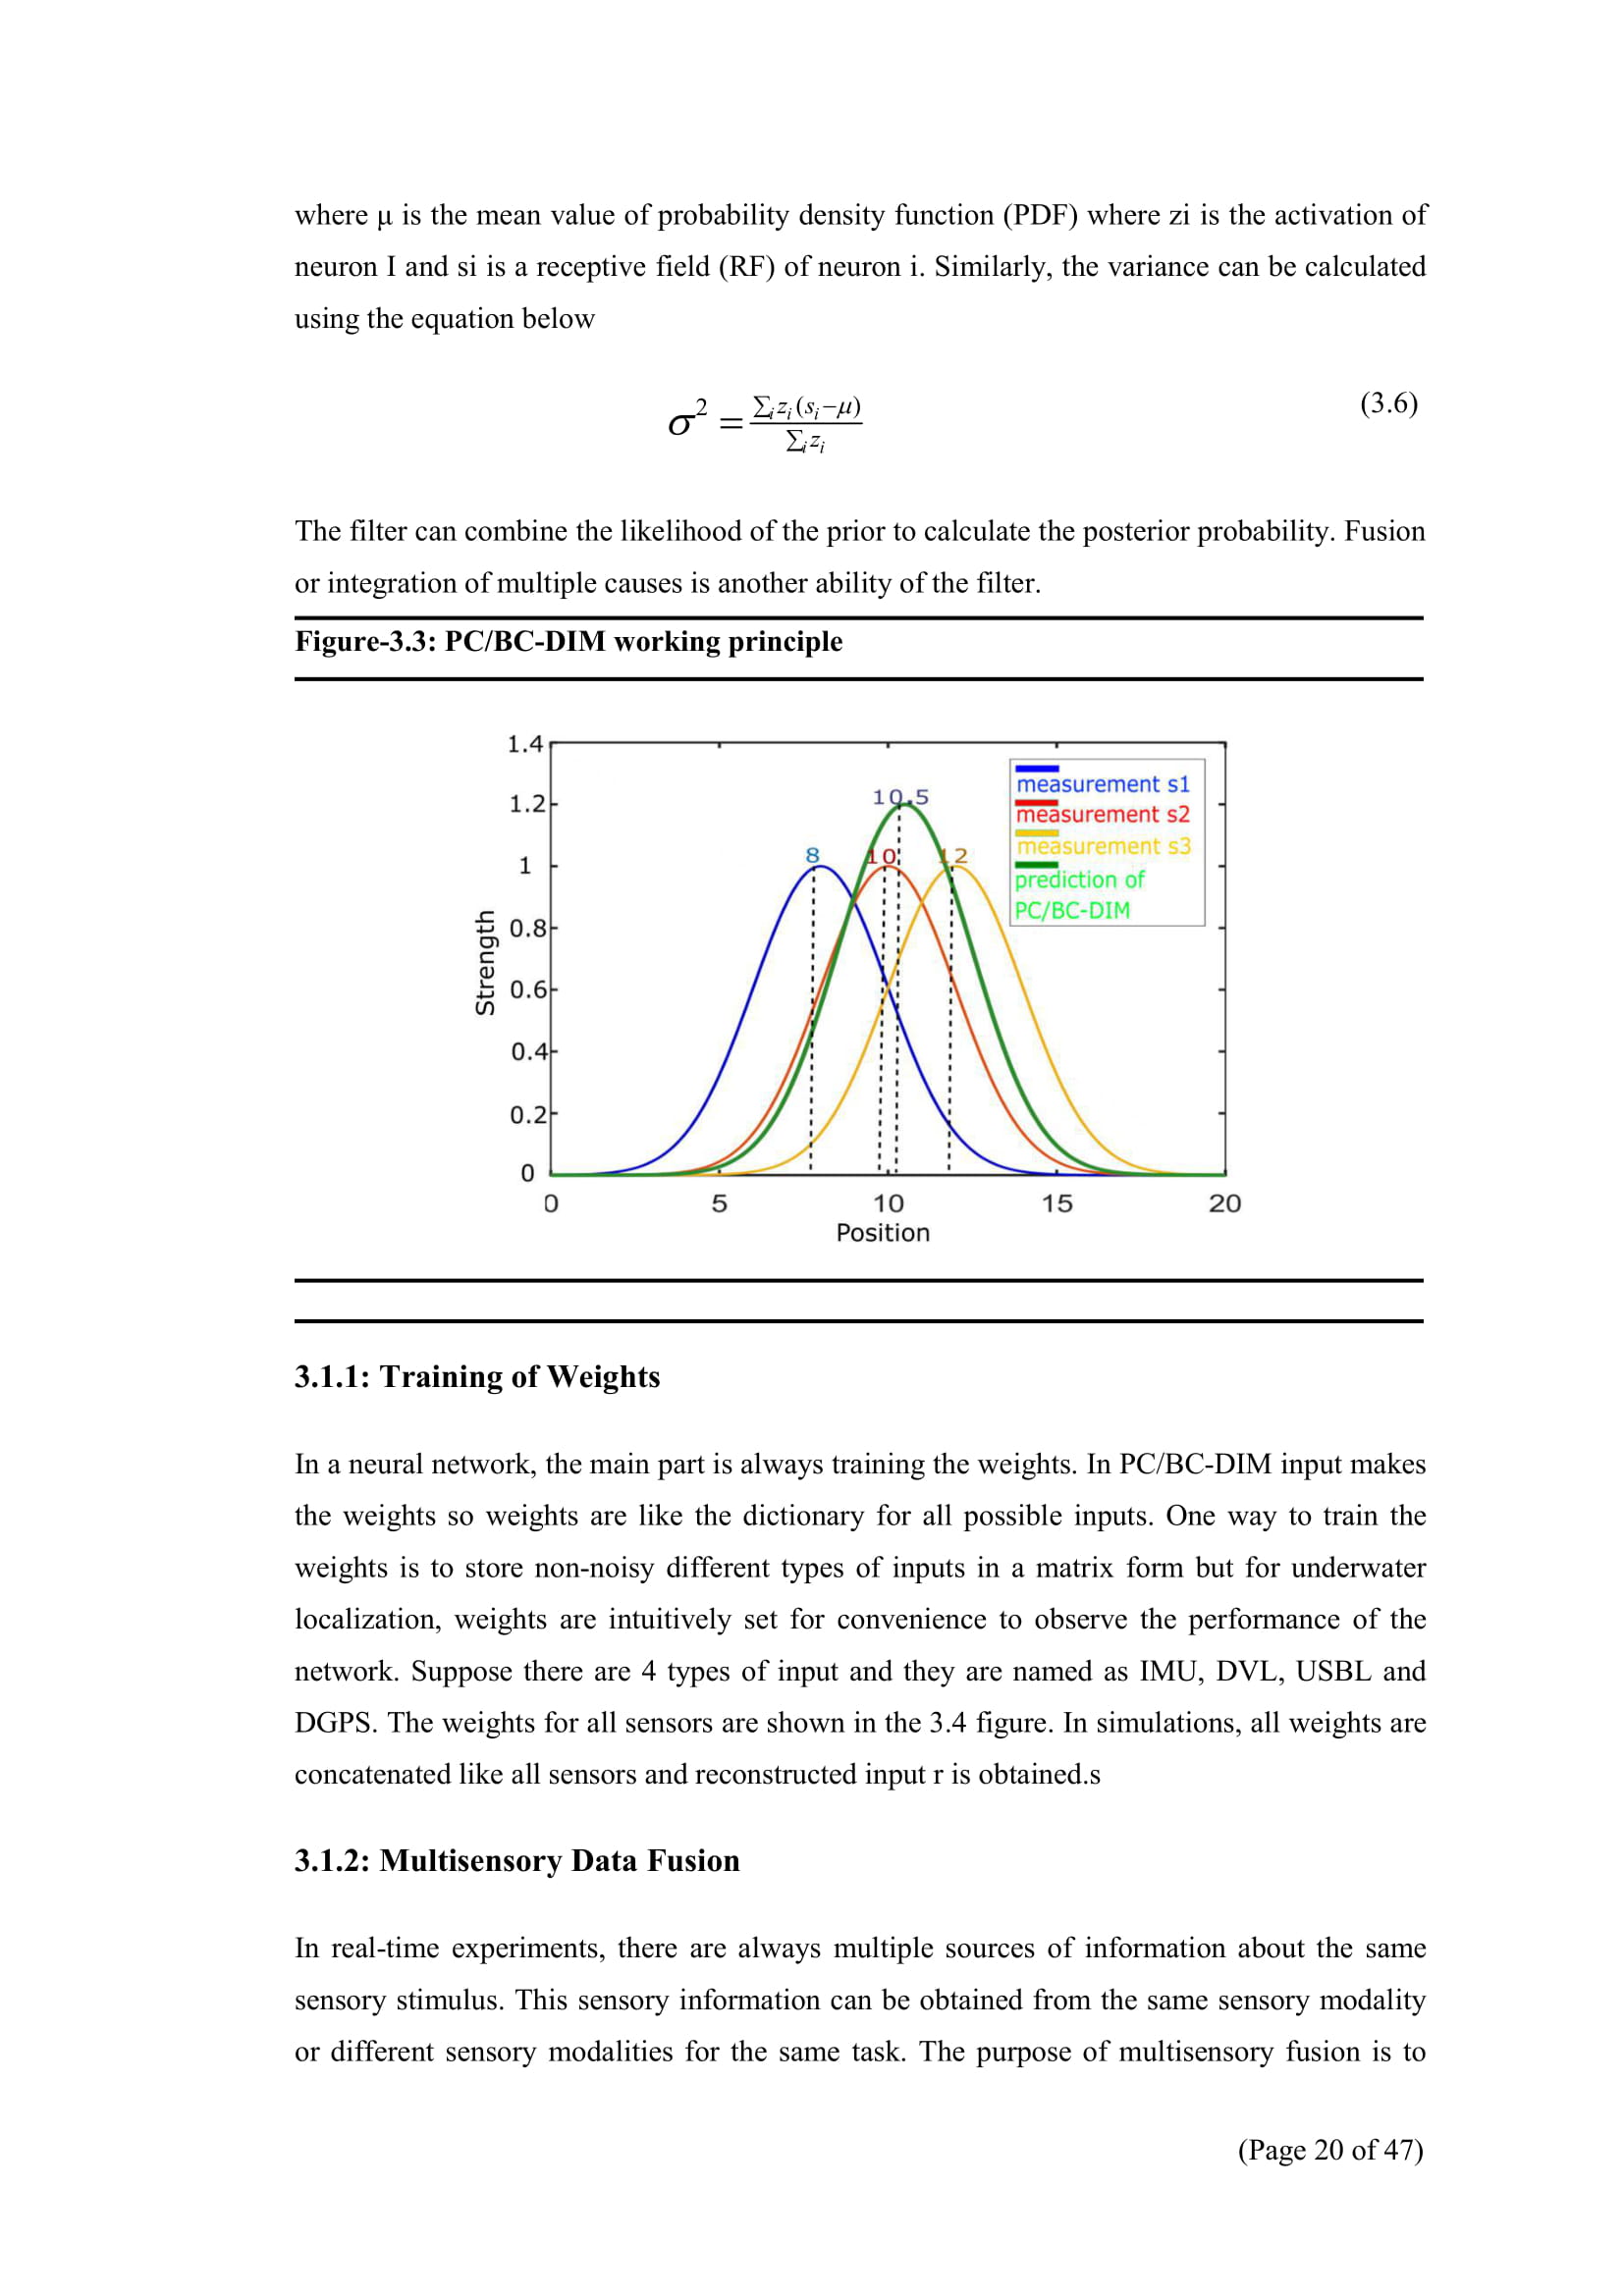 where μ is the mean value of probability density function (PDF) where zi is the activation of
neuron I and si is a receptive field (RF) of neuron i. Similarly, the variance can be calculated
using the equation below
σ² = Σᵢzᵢ(sᵢ−μ) / Σᵢzᵢ
(3.6)
The filter can combine the likelihood of the prior to calculate the posterior probability. Fusion
or integration of multiple causes is another ability of the filter.
Figure-3.3: PC/BC-DIM working principle
1.4
1.2
1
0.8
0.6
0.4
0.2
0
Strength
8
10
10.5
12
measurement s1
measurement s2
measurement s3
prediction of
PC/BC-DIM
0 5 10 15 20
Position
3.1.1: Training of Weights
In a neural network, the main part is always training the weights. In PC/BC-DIM input makes
the weights so weights are like the dictionary for all possible inputs. One way to train the
weights is to store non-noisy different types of inputs in a matrix form but for underwater
localization, weights are intuitively set for convenience to observe the performance of the
network. Suppose there are 4 types of input and they are named as IMU, DVL, USBL and
DGPS. The weights for all sensors are shown in the 3.4 figure. In simulations, all weights are
concatenated like all sensors and reconstructed input r is obtained.s
3.1.2: Multisensory Data Fusion
In real-time experiments, there are always multiple sources of information about the same
sensory stimulus. This sensory information can be obtained from the same sensory modality
or different sensory modalities for the same task. The purpose of multisensory fusion is to
(Page 20 of 47)